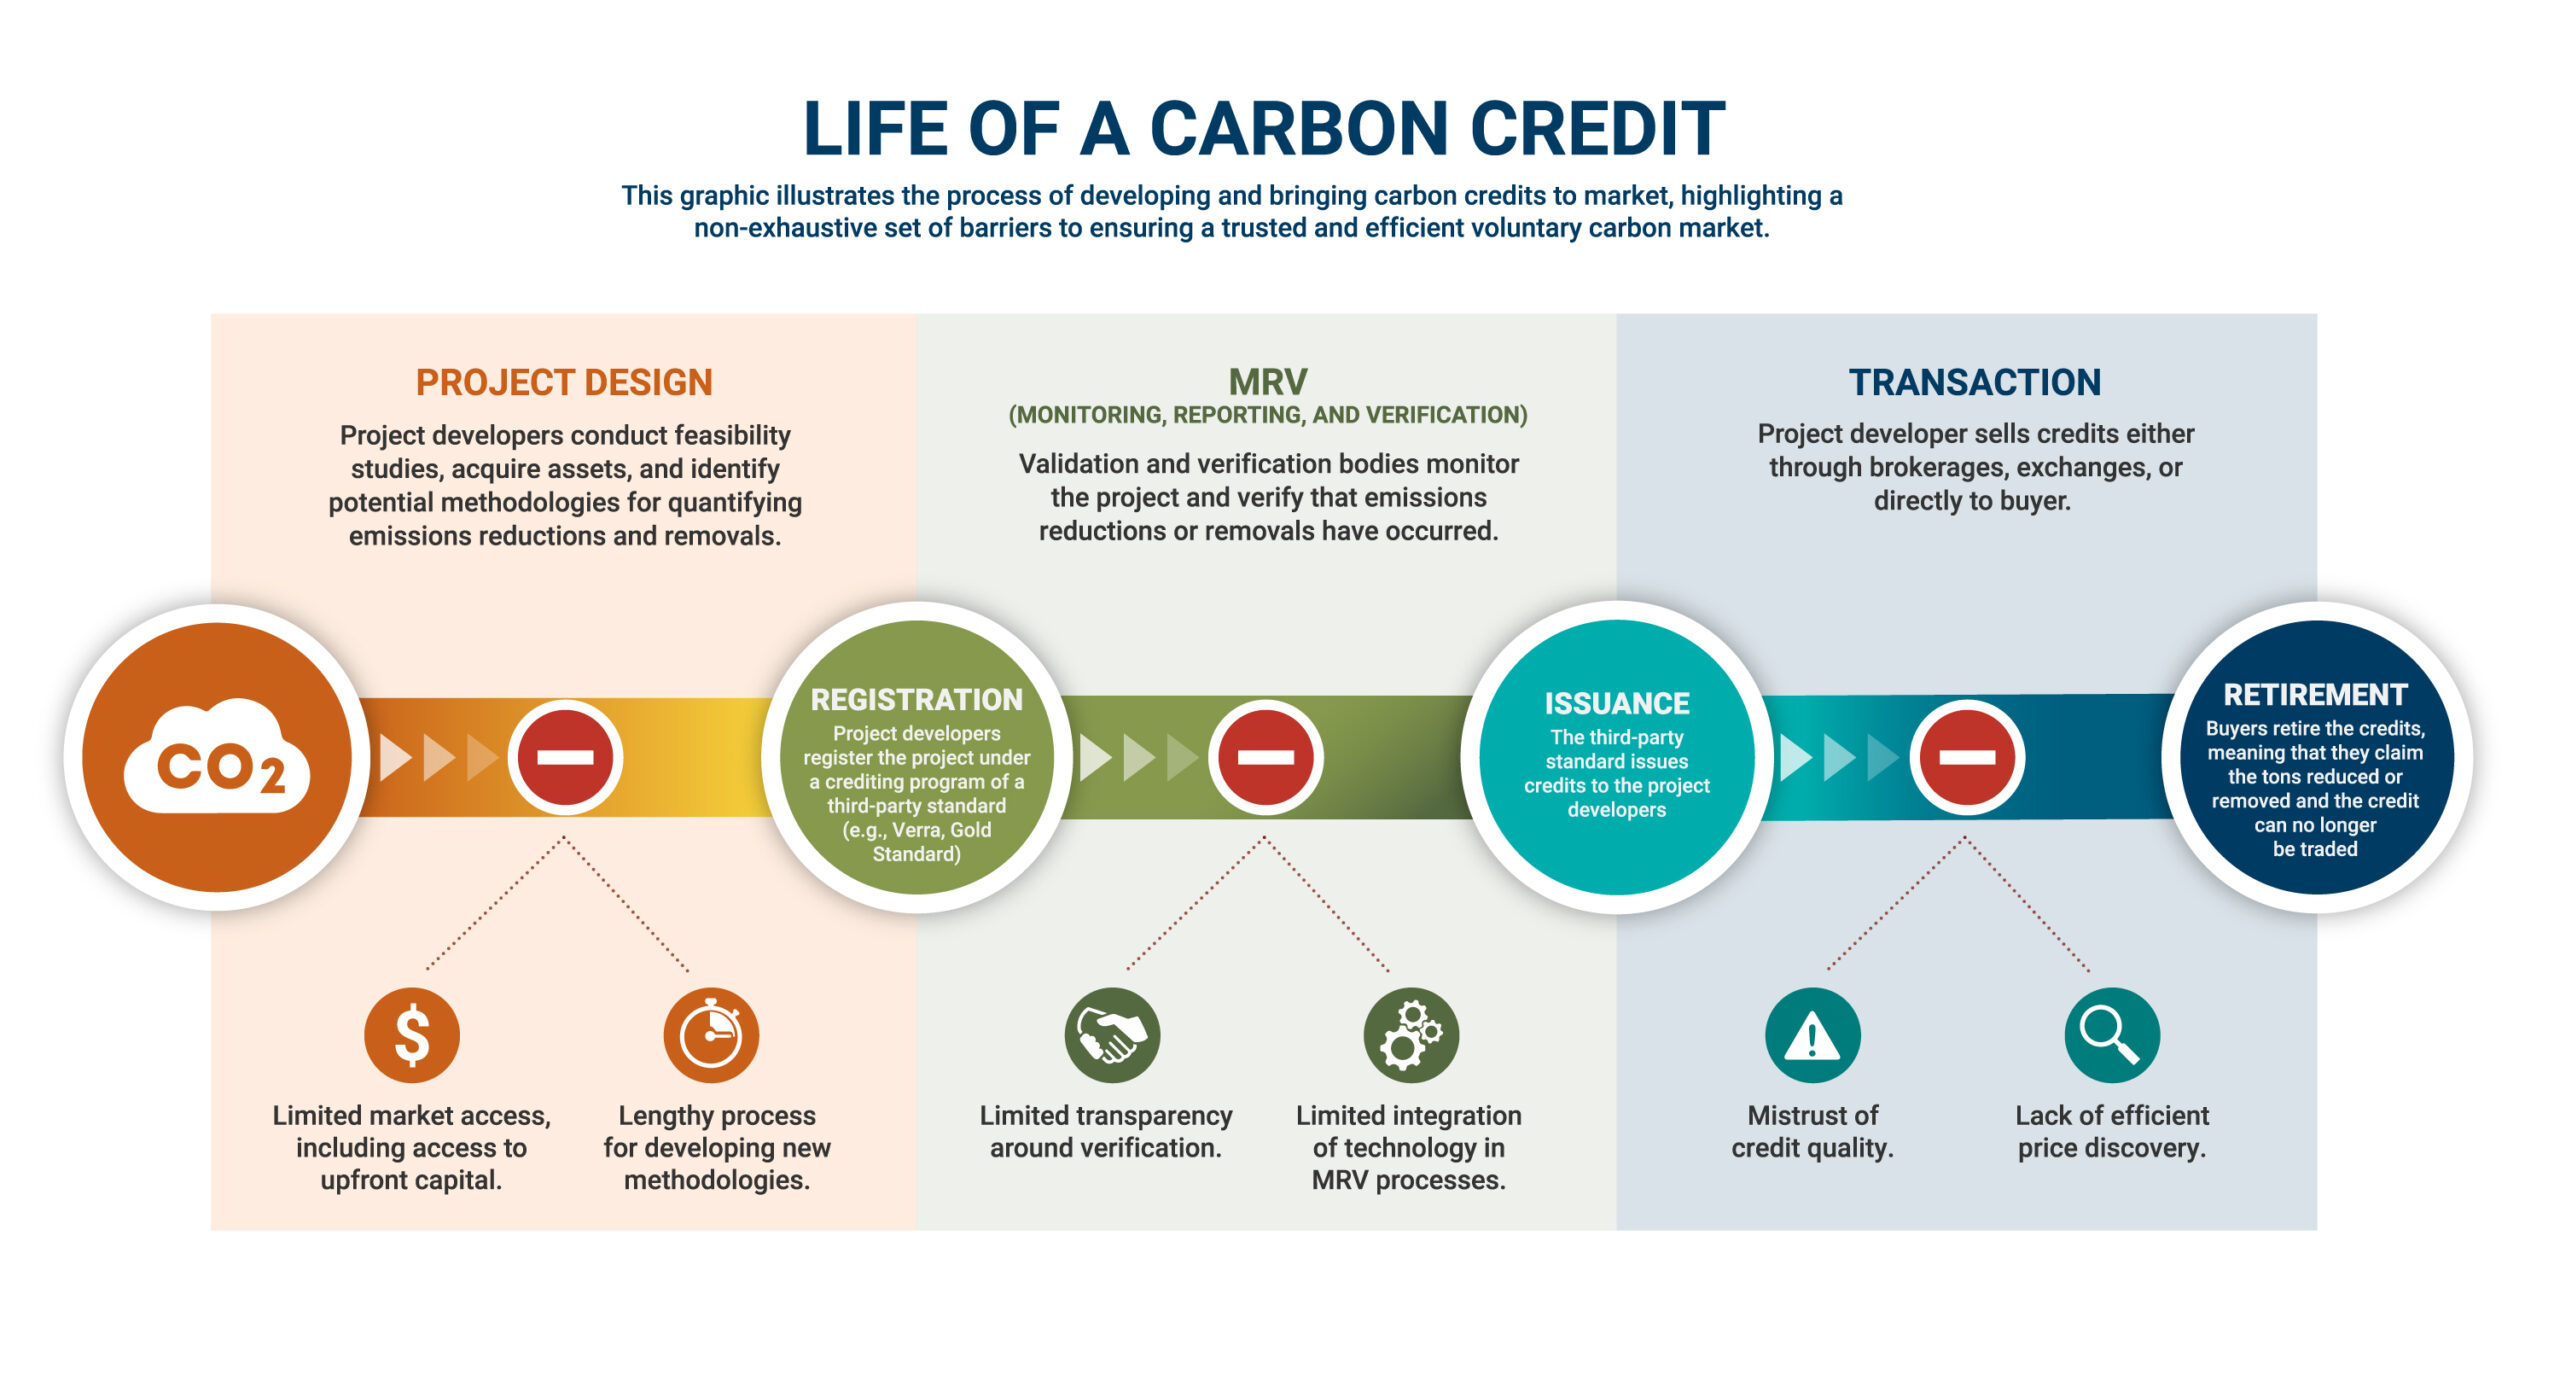 LIFE OF A CARBON CREDIT
This graphic illustrates the process of developing and bringing carbon credits to market, highlighting a
non-exhaustive set of barriers to ensuring a trusted and efficient voluntary carbon market.
PROJECT DESIGN
Project developers conduct feasibility
studies, acquire assets, and identify
potential methodologies for quantifying
emissions reductions and removals.
MRV
(MONITORING, REPORTING, AND VERIFICATION)
Validation and verification bodies monitor
the project and verify that emissions
reductions or removals have occurred.
TRANSACTION
Project developer sells credits either
through brokerages, exchanges, or
directly to buyer.
CO2
REGISTRATION
Project developers
register the project under
a crediting program of a
third-party standard
(e.g., Verra, Gold
Standard)
ISSUANCE
The third-party
standard issues
credits to the project
developers
RETIREMENT
Buyers retire the credits,
meaning that they claim
the tons reduced or
removed and the credit
can no longer
be traded
$
Limited market access,
including access to
upfront capital.
Lengthy process
for developing new
methodologies.
Limited transparency
around verification.
Limited integration
of technology in
MRV processes.
!
Mistrust of
credit quality.
Lack of efficient
price discovery.